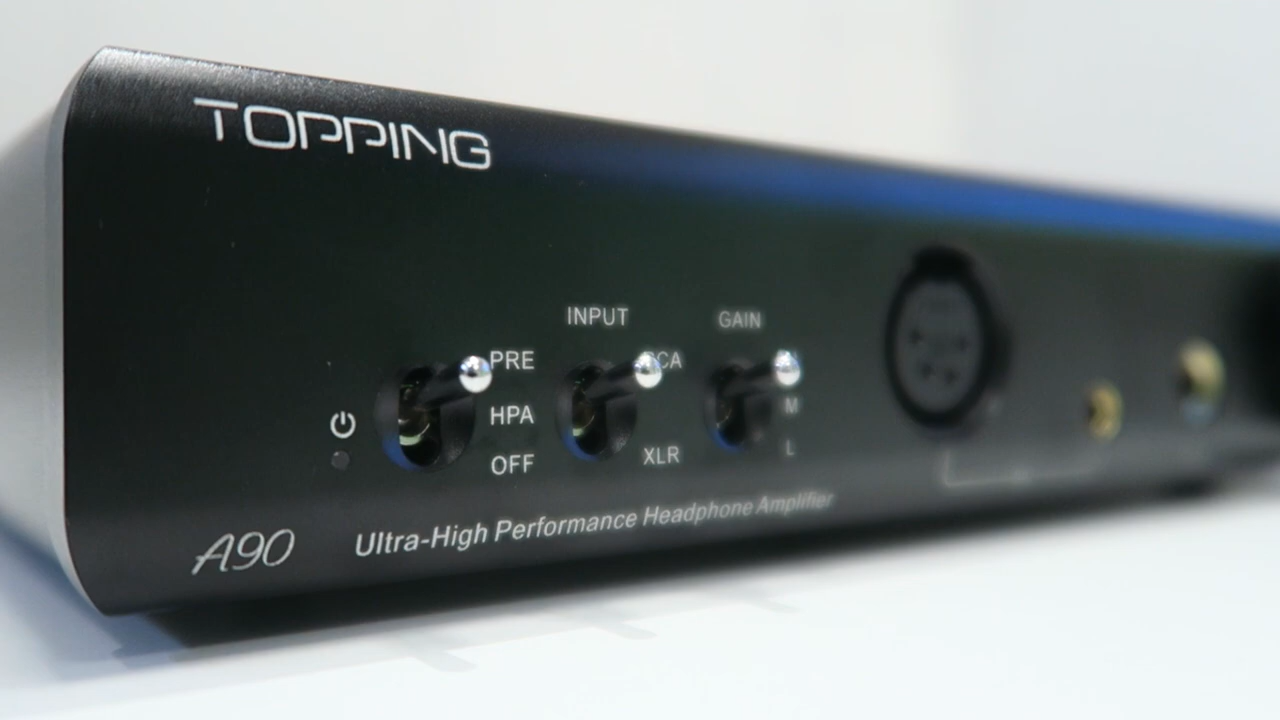 TOPPING
INPUT
GAIN
PRE
HPA
OFF
XLR
M
L
A90
Ultra-High Performance Headphone Amplifier